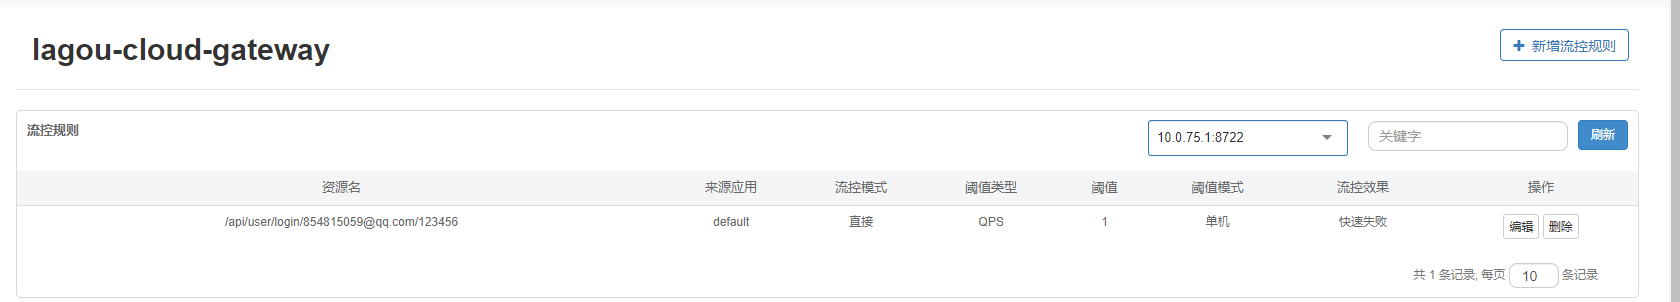 lagou-cloud-gateway
+ 新增流控规则
流控规则
10.0.75.1:8722
关键字
刷新
资源名 来源应用 流控模式 阈值类型 阈值 阈值模式 流控效果 操作
/api/user/login/854815059@qq.com/123456 default 直接 QPS 1 单机 快速失败 编辑 删除
共 1 条记录, 每页 10 条记录